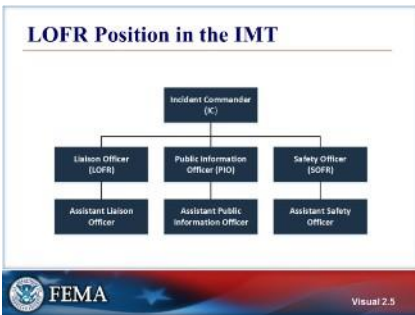 LOFR Position in the IMT
Incident Commander
(IC)
Liaison Officer
(LOFR)
Public Information
Officer (PIO)
Safety Officer
(SOFR)
Assistant Liaison
Officer
Assistant Public
Information Officer
Assistant Safety
Officer
FEMA
Visual 2.5